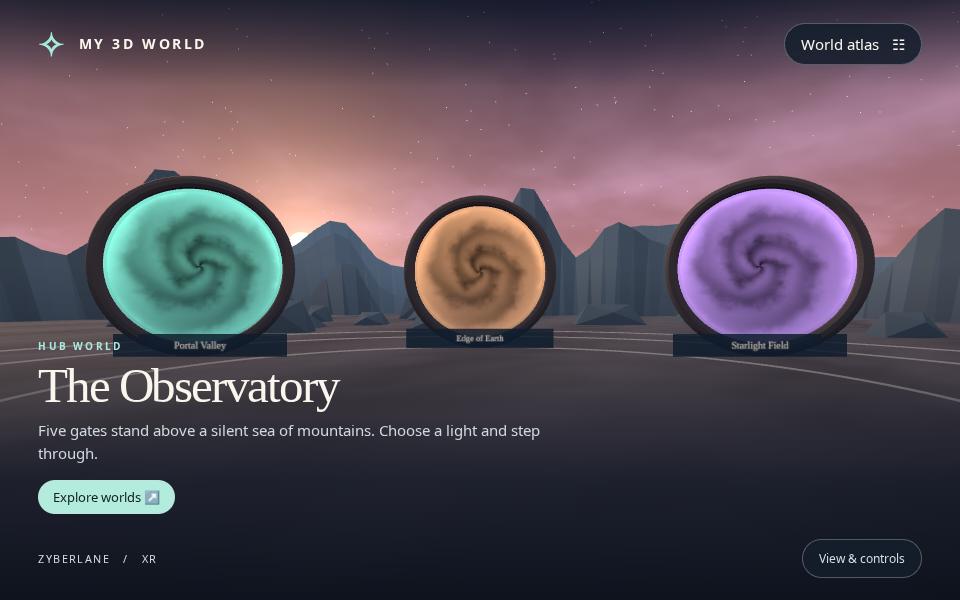 MY 3D WORLD
World atlas
Portal Valley
Edge of Earth
Starlight Field
HUB WORLD
The Observatory
Five gates stand above a silent sea of mountains. Choose a light and step
through.
Explore worlds ↗
ZYBERLANE / XR
View & controls